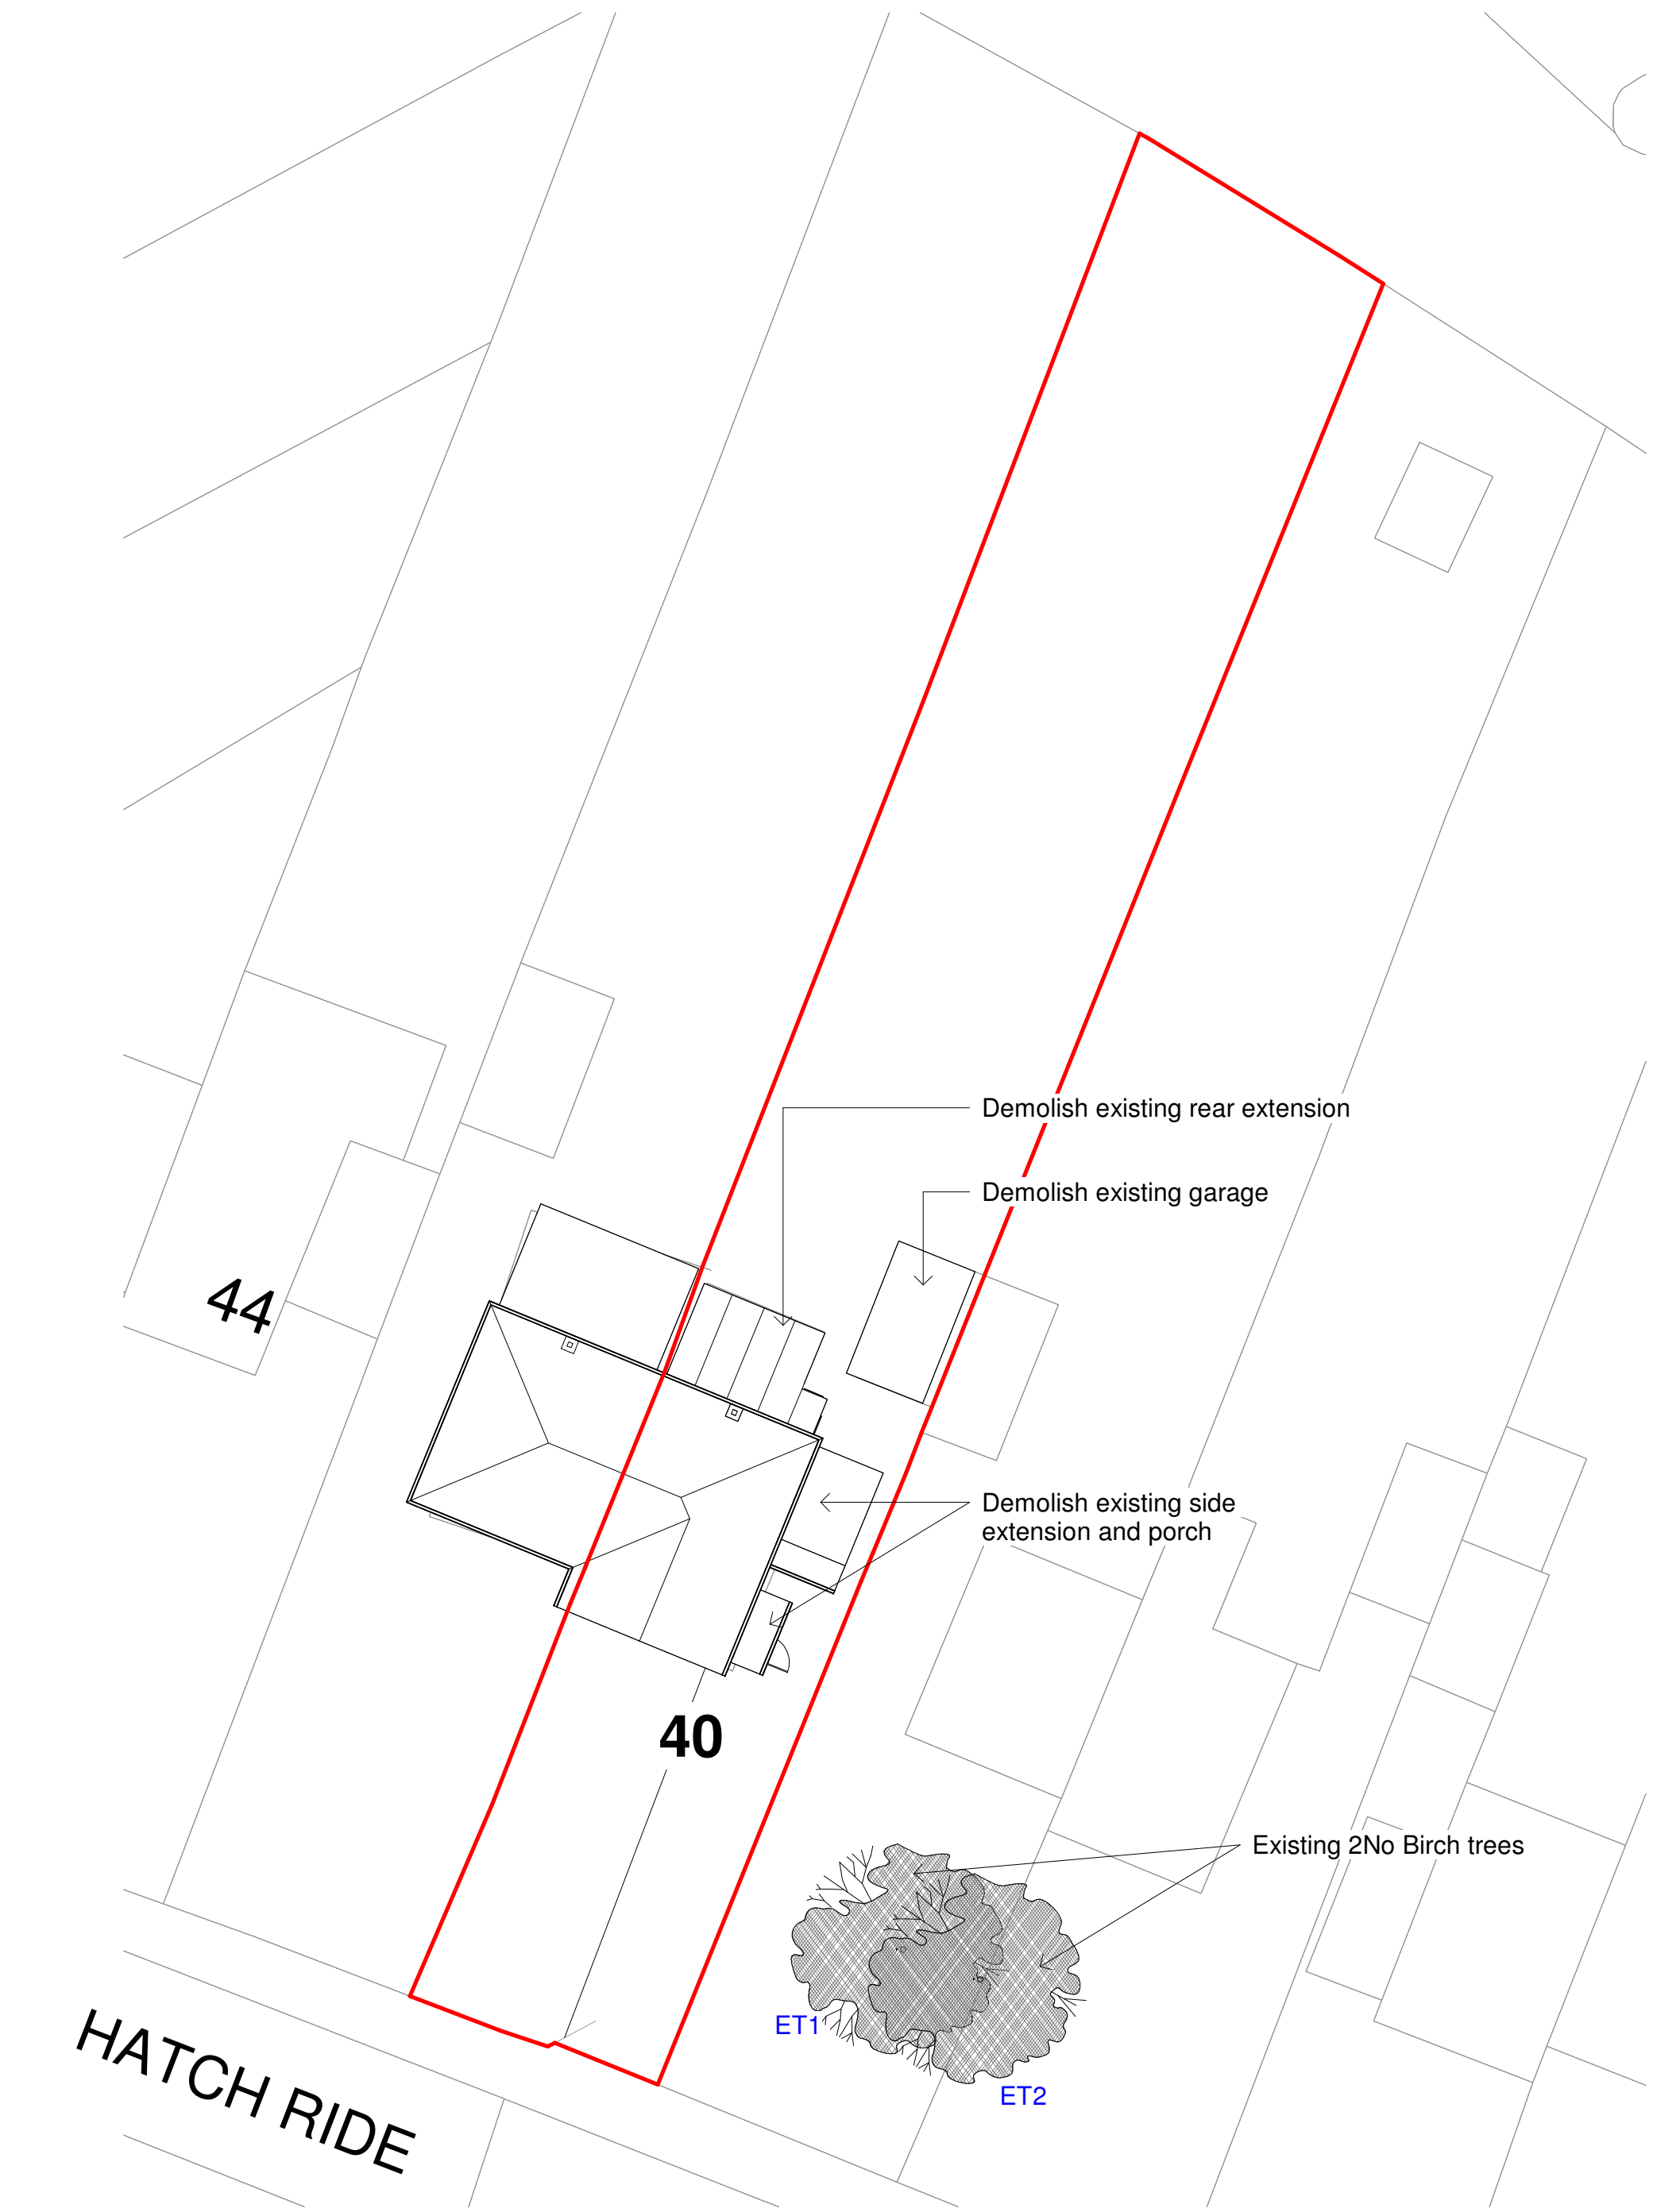 Demolish existing rear extension
Demolish existing garage
44
Demolish existing side
extension and porch
40
Existing 2No Birch trees
ET1
ET2
HATCH RIDE